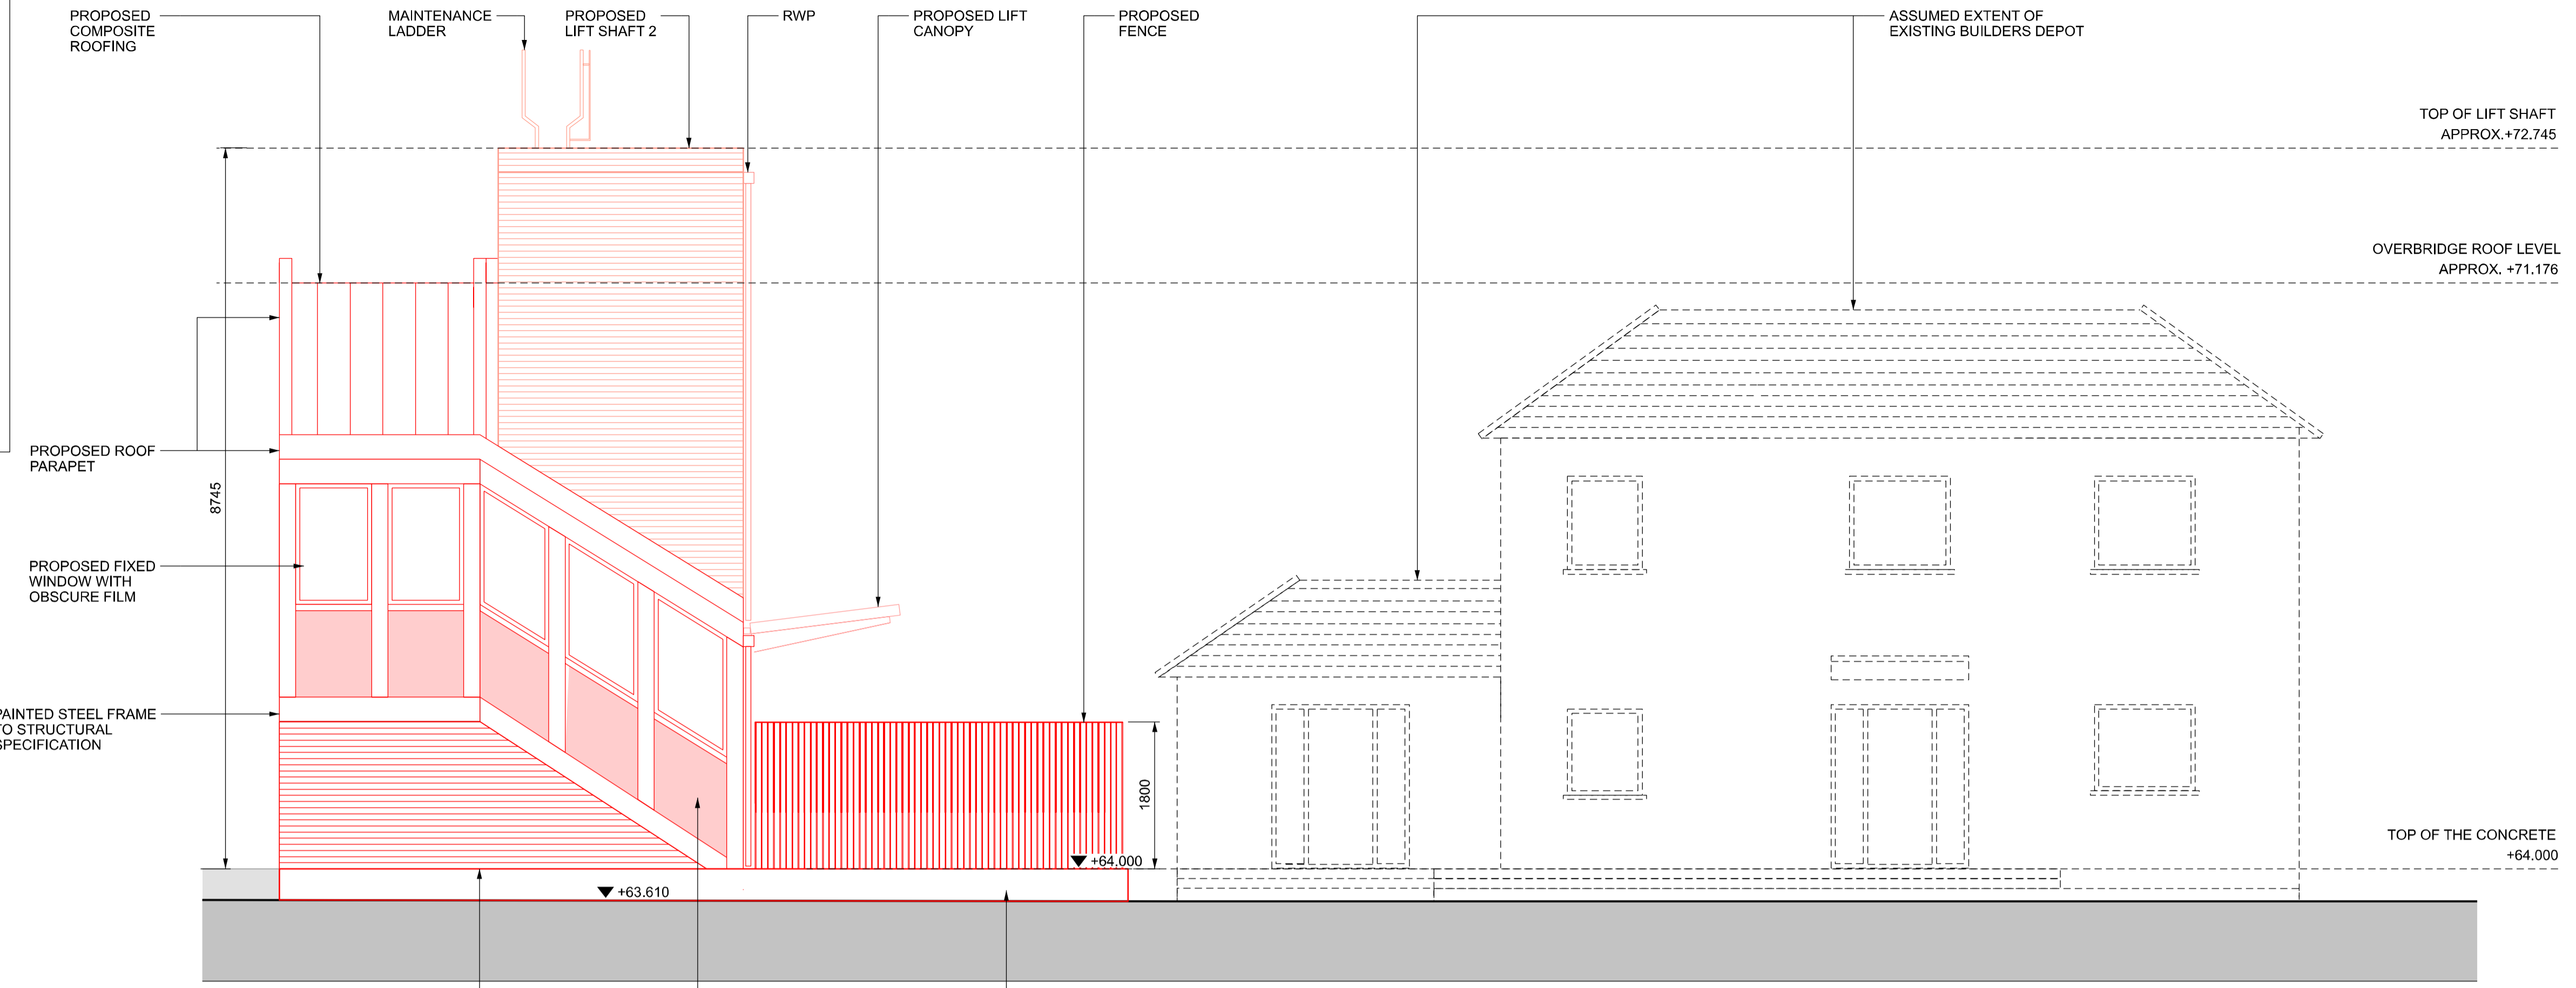 PROPOSED
COMPOSITE
ROOFING
MAINTENANCE
LADDER
PROPOSED
LIFT SHAFT 2
RWP
PROPOSED LIFT
CANOPY
PROPOSED
FENCE
ASSUMED EXTENT OF
EXISTING BUILDERS DEPOT
TOP OF LIFT SHAFT
APPROX.+72.745
OVERBRIDGE ROOF LEVEL
APPROX. +71.176
PROPOSED ROOF
PARAPET
8745
PROPOSED FIXED
WINDOW WITH
OBSCURE FILM
PAINTED STEEL FRAME
TO STRUCTURAL
SPECIFICATION
1800
+64.000
+63.610
TOP OF THE CONCRETE
+64.000